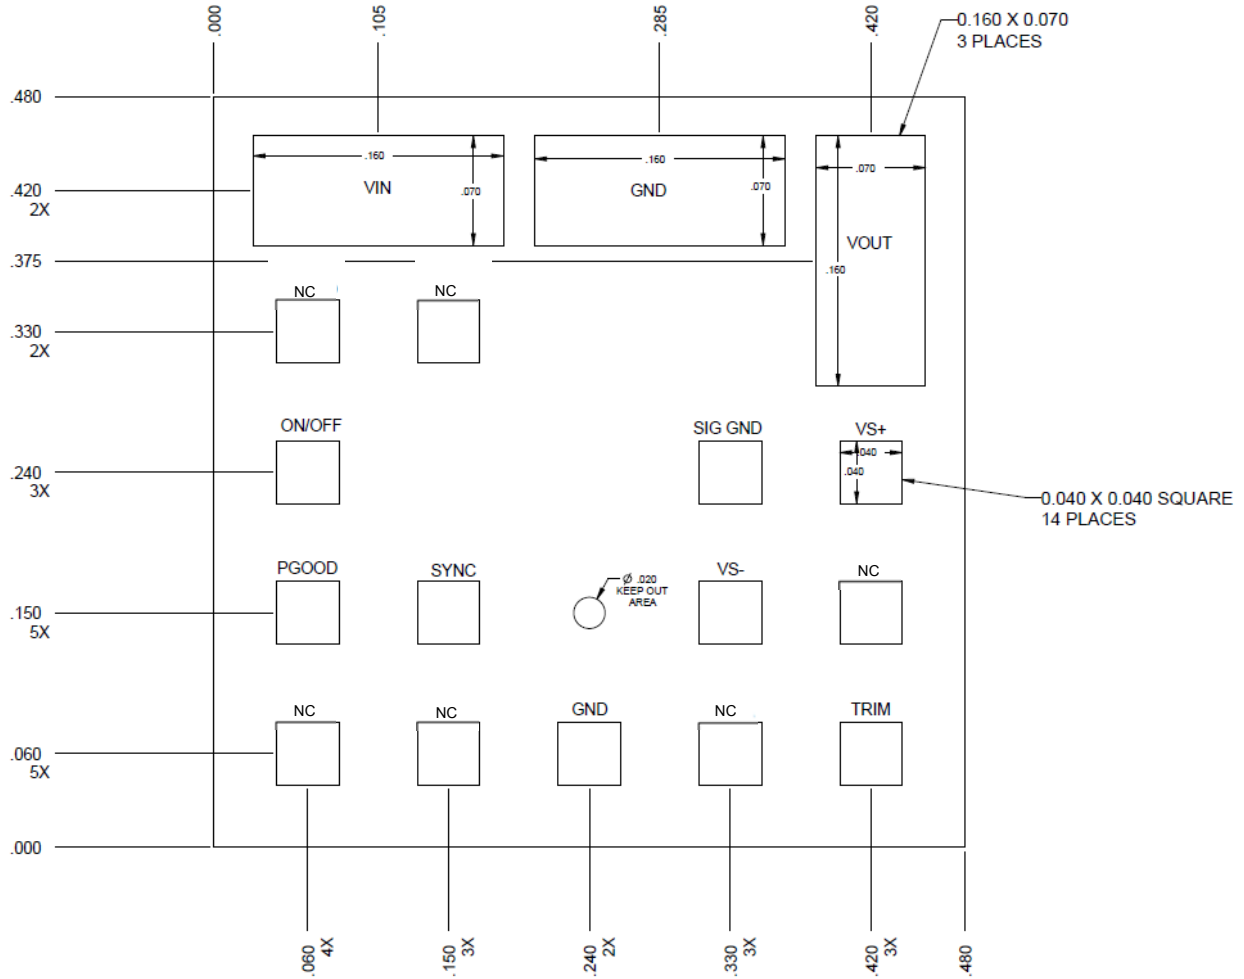 .000
.105
.285
.420
0.160 X 0.070
3 PLACES
.480
.160
.070
VIN
.160
.070
GND
.070
.160
VOUT
.420
2X
.375
NC
NC
.330
2X
ON/OFF
SIG GND
VS+
.040
.040
.240
3X
0.040 X 0.040 SQUARE
14 PLACES
PGOOD
SYNC
Ø .020
KEEP OUT
AREA
VS-
NC
.150
5X
NC
NC
GND
NC
TRIM
.060
5X
.000
.060
4X
.150
3X
.240
2X
.330
3X
.420
3X
.480